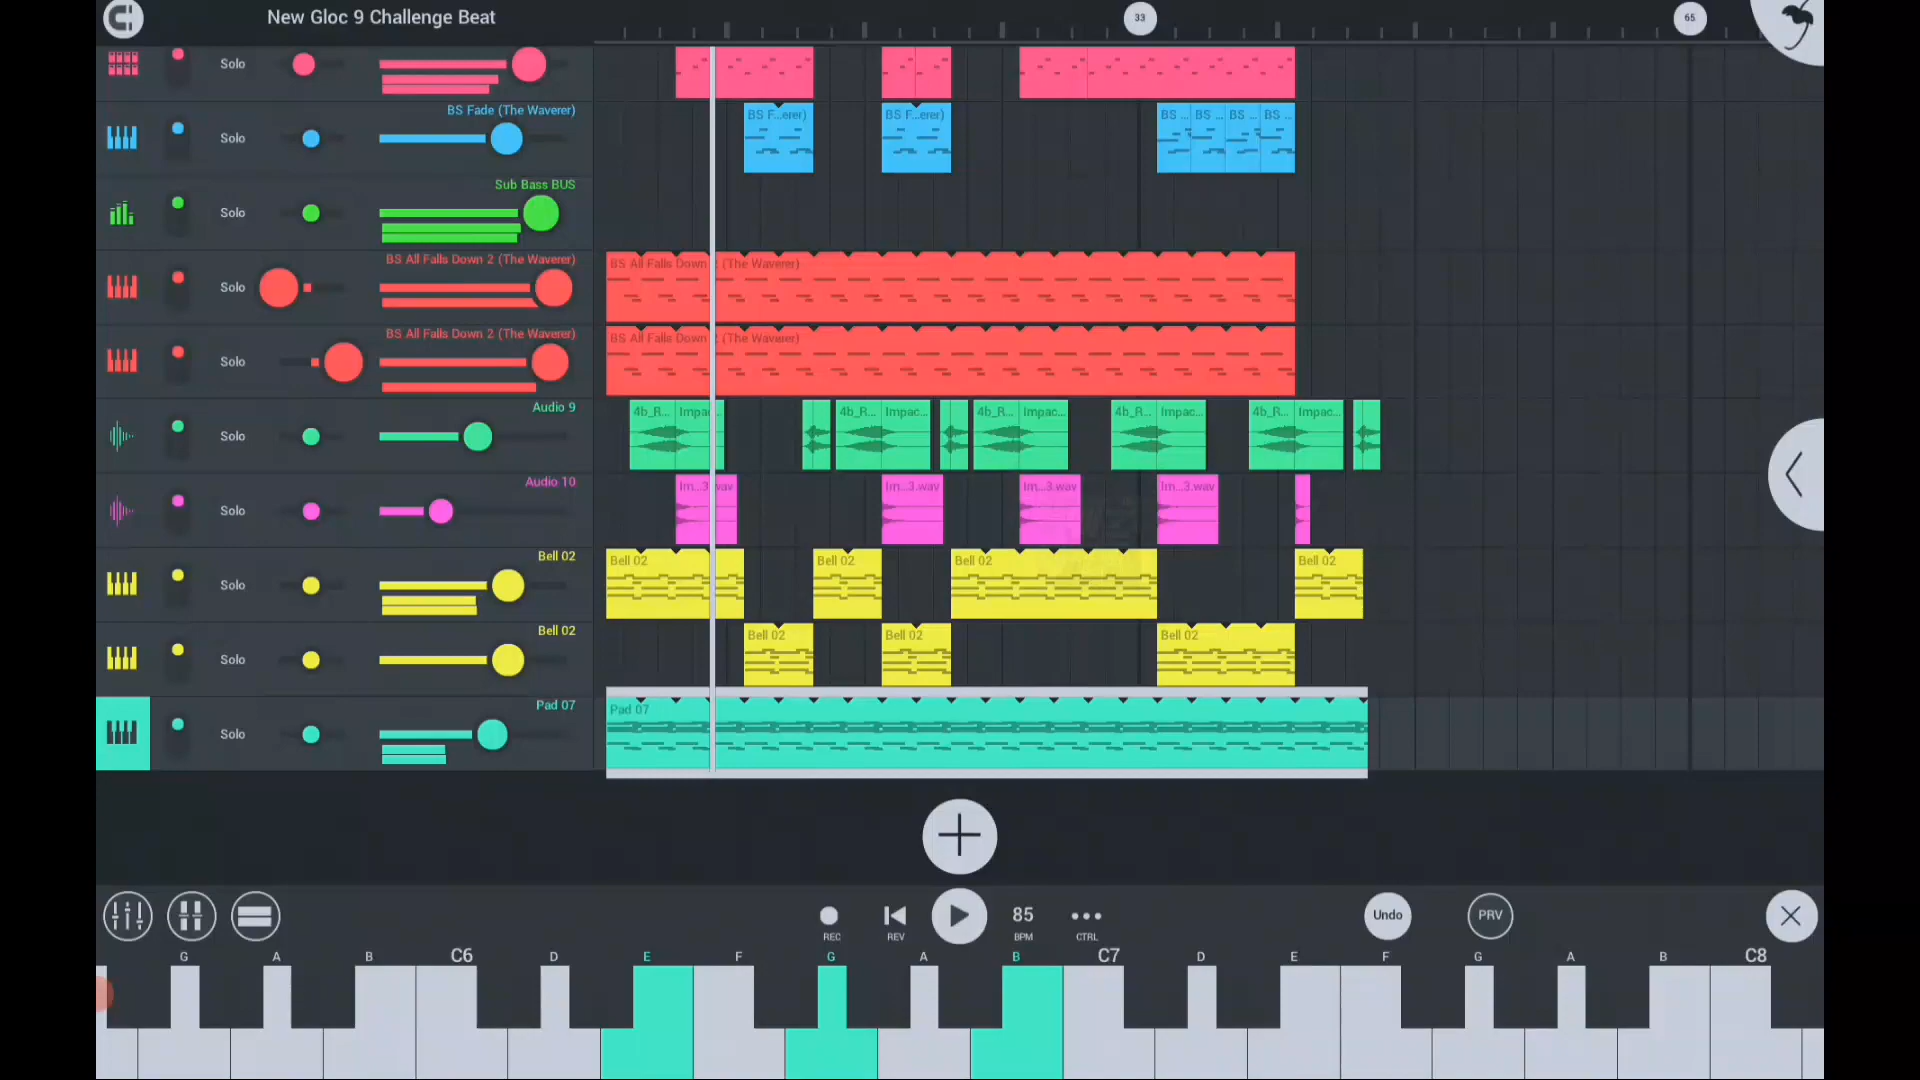 New Gloc 9 Challenge Beat
33
65
Solo
BS Fade (The Waverer)
Solo
BS F...erer)
BS F...erer)
BS ...
BS ...
BS ...
BS ...
Sub Bass BUS
Solo
BS All Falls Down 2 (The Waverer)
Solo
BS All Falls Down 2 (The Waverer)
BS All Falls Down 2 (The Waverer)
Solo
BS All Falls Down 2 (The Waverer)
Audio 9
Solo
4b_R...
Impac...
4b_R...
Impac...
4b_R...
Impac...
4b_R...
Impac...
4b_R...
Impac...
Audio 10
Solo
Im...3.wav
Im...3.wav
Im...3.wav
Im...3.wav
Bell 02
Solo
Bell 02
Bell 02
Bell 02
Bell 02
Bell 02
Solo
Bell 02
Bell 02
Bell 02
Pad 07
Solo
Pad 07
85
Undo
PRV
REC
REV
BPM
CTRL
G A B C6 D E F G A B C7 D E F G A B C8